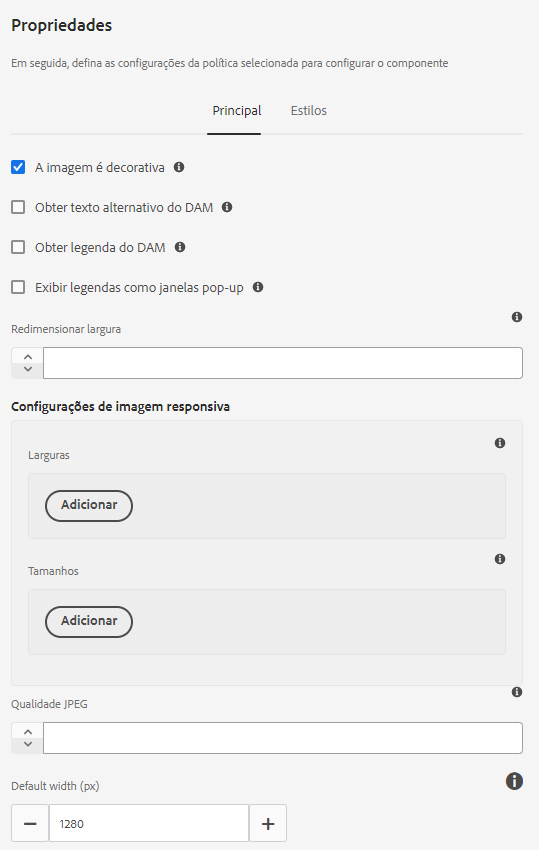 Propriedades
Em seguida, defina as configurações da política selecionada para configurar o componente
Principal Estilos
A imagem é decorativa
Obter texto alternativo do DAM
Obter legenda do DAM
Exibir legendas como janelas pop-up
Redimensionar largura
Configurações de imagem responsiva
Larguras
Adicionar
Tamanhos
Adicionar
Qualidade JPEG
Default width (px)
1280